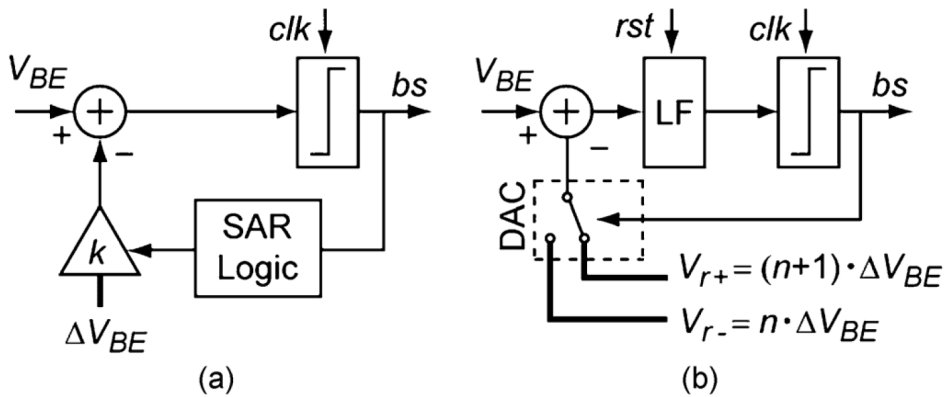 clk
V_BE
bs
+
+
−
SAR
Logic
k
ΔV_BE
(a)
rst
clk
V_BE
LF
bs
+
+
−
DAC
V_r+ = (n+1)·ΔV_BE
V_r- = n·ΔV_BE
(b)